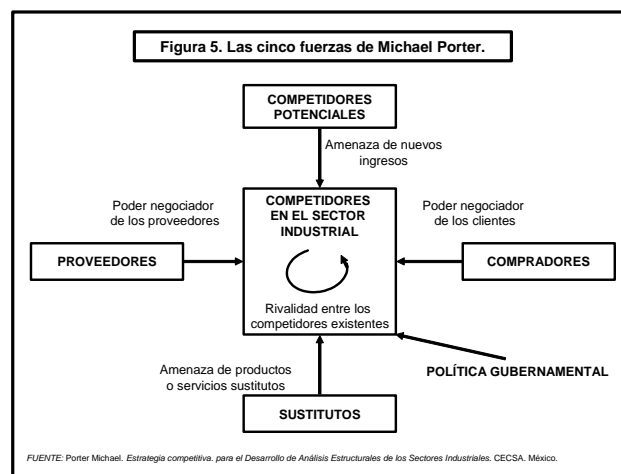 Figura 5. Las cinco fuerzas de Michael Porter.
COMPETIDORES
POTENCIALES
Amenaza de nuevos
ingresos
Poder negociador
de los proveedores
COMPETIDORES
EN EL SECTOR
INDUSTRIAL
Poder negociador
de los clientes
PROVEEDORES
COMPRADORES
Rivalidad entre los
competidores existentes
Amenaza de productos
o servicios sustitutos
POLÍTICA GUBERNAMENTAL
SUSTITUTOS
FUENTE: Porter Michael. Estrategia competitiva. para el Desarrollo de Análisis Estructurales de los Sectores Industriales. CECSA. México.